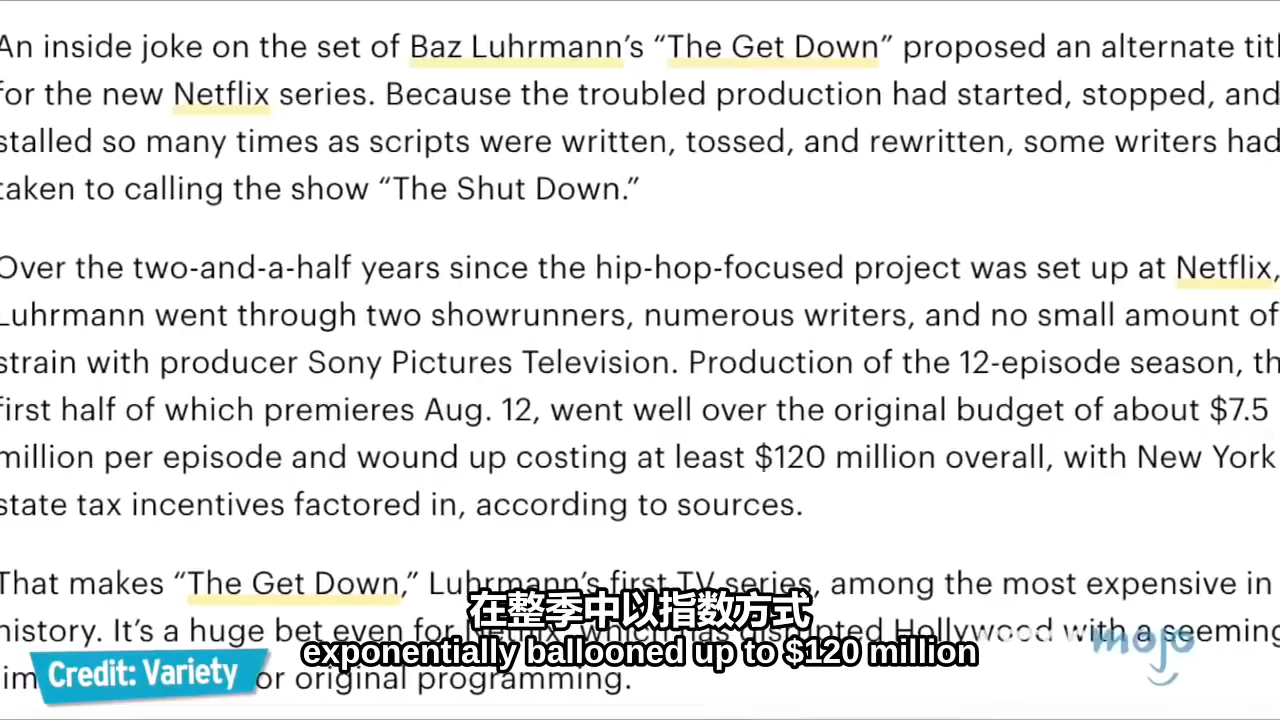 An inside joke on the set of Baz Luhrmann’s “The Get Down” proposed an alternate titl
for the new Netflix series. Because the troubled production had started, stopped, and
stalled so many times as scripts were written, tossed, and rewritten, some writers had
taken to calling the show “The Shut Down.”
Over the two-and-a-half years since the hip-hop-focused project was set up at Netflix,
Luhrmann went through two showrunners, numerous writers, and no small amount of
strain with producer Sony Pictures Television. Production of the 12-episode season, th
first half of which premieres Aug. 12, went well over the original budget of about $7.5
million per episode and wound up costing at least $120 million overall, with New York
state tax incentives factored in, according to sources.
That makes “The Get Down,” Luhrmann’s first TV series, among the most expensive in
在整季中以指数方式
history. It’s a huge bet even for Netflix, which has disrupted Hollywood with a seeming
exponentially ballooned up to $120 million
mojo
Credit: Variety
or original programming.